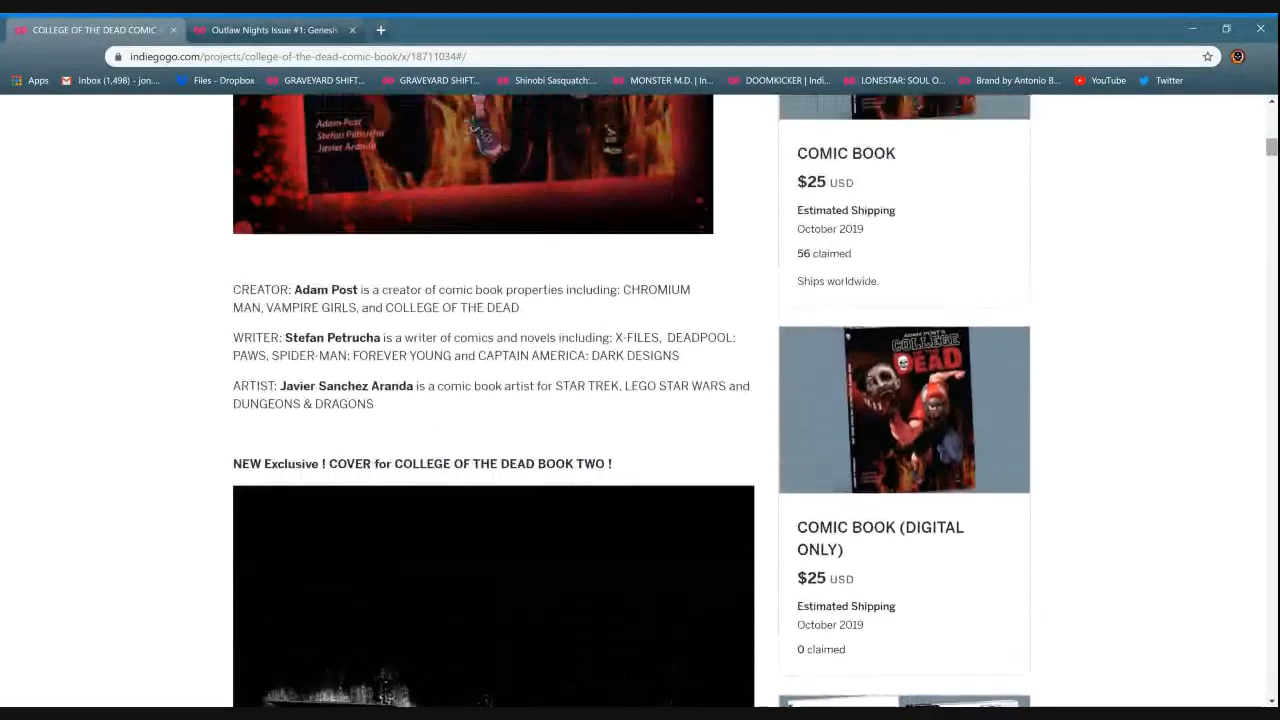 COLLEGE OF THE DEAD COMIC
Outlaw Nights Issue #1: Genesis
indiegogo.com/projects/college-of-the-dead-comic-book/x/18711034#/
Apps
Inbox (1,498) - jon....
Files - Dropbox
GRAVEYARD SHIFT...
GRAVEYARD SHIFT...
Shinobi Sasquatch:...
MONSTER M.D. | In...
DOOMKICKER | Indi...
LONESTAR: SOUL O...
Brand by Antonio B...
YouTube
Twitter
Adam Post
Stefan Petrucha
Javier Aranda
CREATOR: Adam Post is a creator of comic book properties including: CHROMIUM
MAN, VAMPIRE GIRLS, and COLLEGE OF THE DEAD
WRITER: Stefan Petrucha is a writer of comics and novels including: X-FILES, DEADPOOL:
PAWS, SPIDER-MAN: FOREVER YOUNG and CAPTAIN AMERICA: DARK DESIGNS
ARTIST: Javier Sanchez Aranda is a comic book artist for STAR TREK, LEGO STAR WARS and
DUNGEONS & DRAGONS
NEW Exclusive ! COVER for COLLEGE OF THE DEAD BOOK TWO !
COMIC BOOK
$25 USD
Estimated Shipping
October 2019
56 claimed
Ships worldwide.
ADAM POST'S
COLLEGE
DEAD
COMIC BOOK (DIGITAL
ONLY)
$25 USD
Estimated Shipping
October 2019
0 claimed